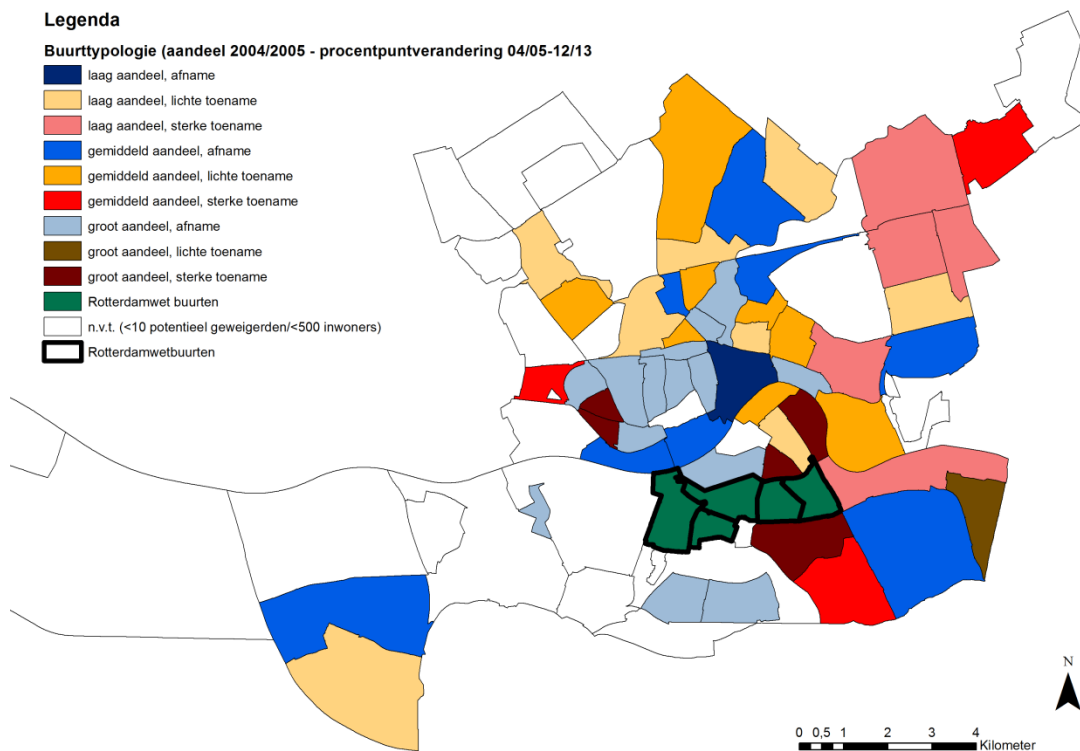 Legenda
Buurttypologie (aandeel 2004/2005 - procentpuntverandering 04/05-12/13
laag aandeel, afname
laag aandeel, lichte toename
laag aandeel, sterke toename
gemiddeld aandeel, afname
gemiddeld aandeel, lichte toename
gemiddeld aandeel, sterke toename
groot aandeel, afname
groot aandeel, lichte toename
groot aandeel, sterke toename
Rotterdamwet buurten
n.v.t. (<10 potentieel geweigerden/<500 inwoners)
Rotterdamwetbuurten
N
0 0,5 1 2 3 4
Kilometer